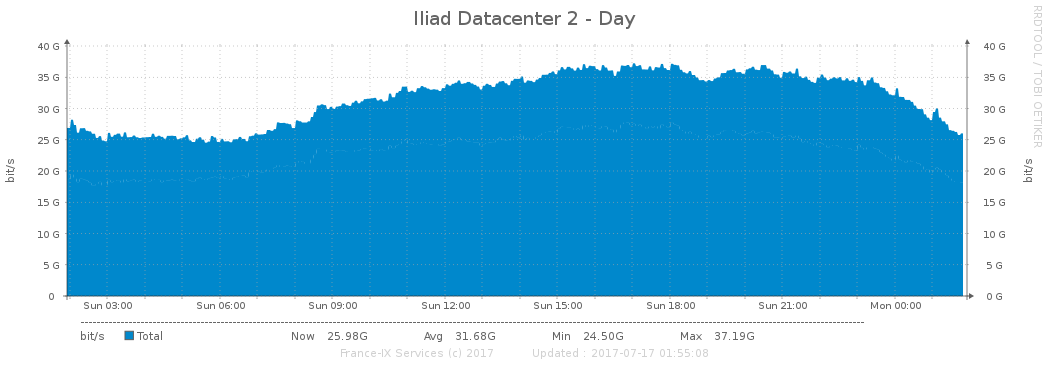 Iliad Datacenter 2 - Day
RRDTOOL / TOBI OETIKER
bit/s
40 G
35 G
30 G
25 G
20 G
15 G
10 G
5 G
0
40 G
35 G
30 G
25 G
20 G
15 G
10 G
5 G
0 G
bit/s
Sun 03:00 Sun 06:00 Sun 09:00 Sun 12:00 Sun 15:00 Sun 18:00 Sun 21:00 Mon 00:00
bit/s Total Now 25.98G Avg 31.68G Min 24.50G Max 37.19G
France-IX Services (c) 2017 Updated : 2017-07-17 01:55:08